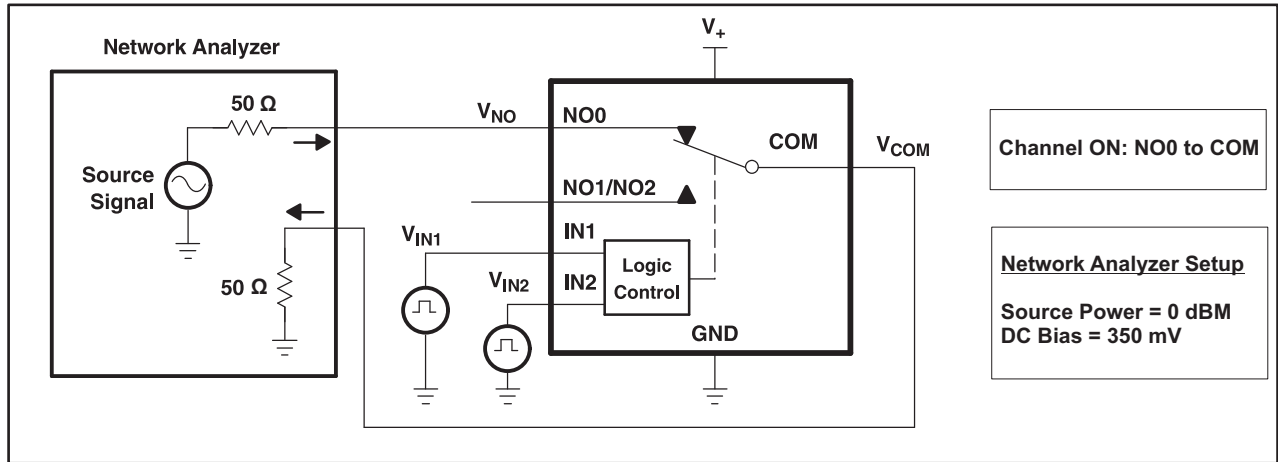 Network Analyzer
50 Ω
Source
Signal
50 Ω
V+
VNO
NO0
COM
VCOM
NO1/NO2
VIN1
IN1
VIN2
IN2
Logic
Control
GND
Channel ON: NO0 to COM
Network Analyzer Setup
Source Power = 0 dBM
DC Bias = 350 mV